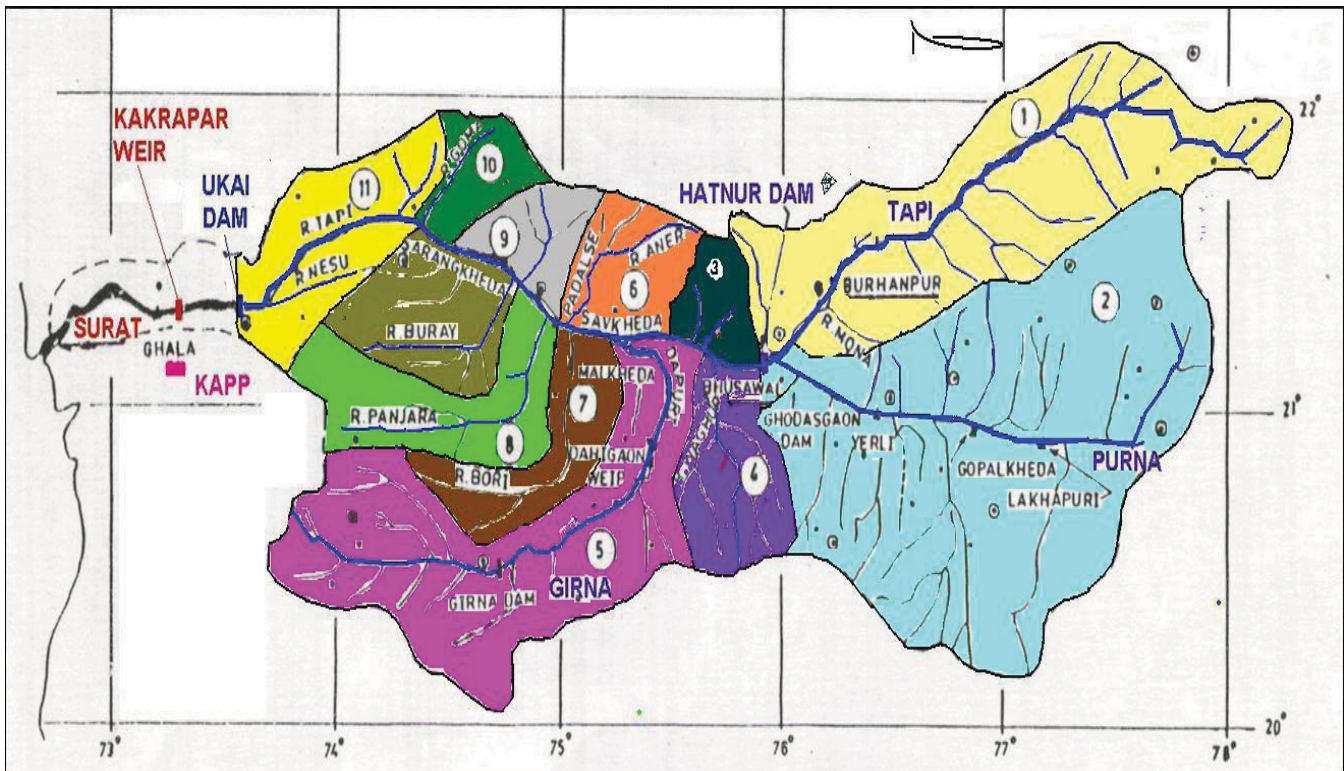 22°
1
KAKRAPAR
WEIR
10
UKAI
DAM
11
HATNUR DAM
TAPI
R.TAPI
9
PADALSE
R.ANER
3
R.NESU
SARANGKHEDA
BURHANPUR
6
2
SURAT
R.BURAY
SAVKHEDA
R.MONA
GHALA
KAPP
MALKHEDA
DAPURI
BHUSAWAL
7
R.PANJARA
GHODASGAON
DAM
YERLI
21°
8
DAHIGAON
WEIR
GOPALKHEDA
PURNA
R.BORI
4
LAKHAPURI
5
GIRNA
GIRNA DAM
20°
73°
74°
75°
76°
77°
78°